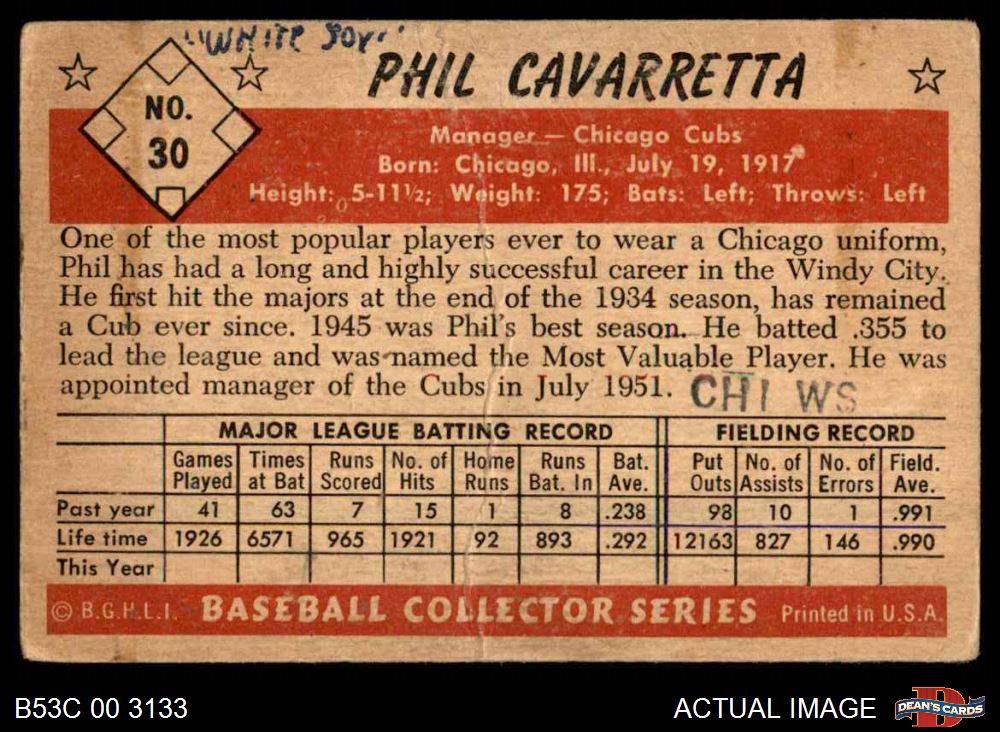 "WHITE SOX"
PHIL CAVARRETTA
NO.
30
Manager — Chicago Cubs
Born: Chicago, Ill., July 19, 1917
Height: 5-11½; Weight: 175; Bats: Left; Throws: Left
One of the most popular players ever to wear a Chicago uniform,
Phil has had a long and highly successful career in the Windy City.
He first hit the majors at the end of the 1934 season, has remained
a Cub ever since. 1945 was Phil's best season. He batted .355 to
lead the league and was named the Most Valuable Player. He was
appointed manager of the Cubs in July 1951. CHI WS
MAJOR LEAGUE BATTING RECORD FIELDING RECORD
Games Times Runs No. of Home Runs Bat. Put No. of No. of Field.
Played at Bat Scored Hits Runs Bat. In Ave. Outs Assists Errors Ave.
Past year 41 63 7 15 1 8 .238 98 10 1 .991
Life time 1926 6571 965 1921 92 893 .292 12163 827 146 .990
This Year
© B.G.H.L.I. BASEBALL COLLECTOR SERIES Printed in U.S.A.
B53C 00 3133 ACTUAL IMAGE DEAN'S CARDS